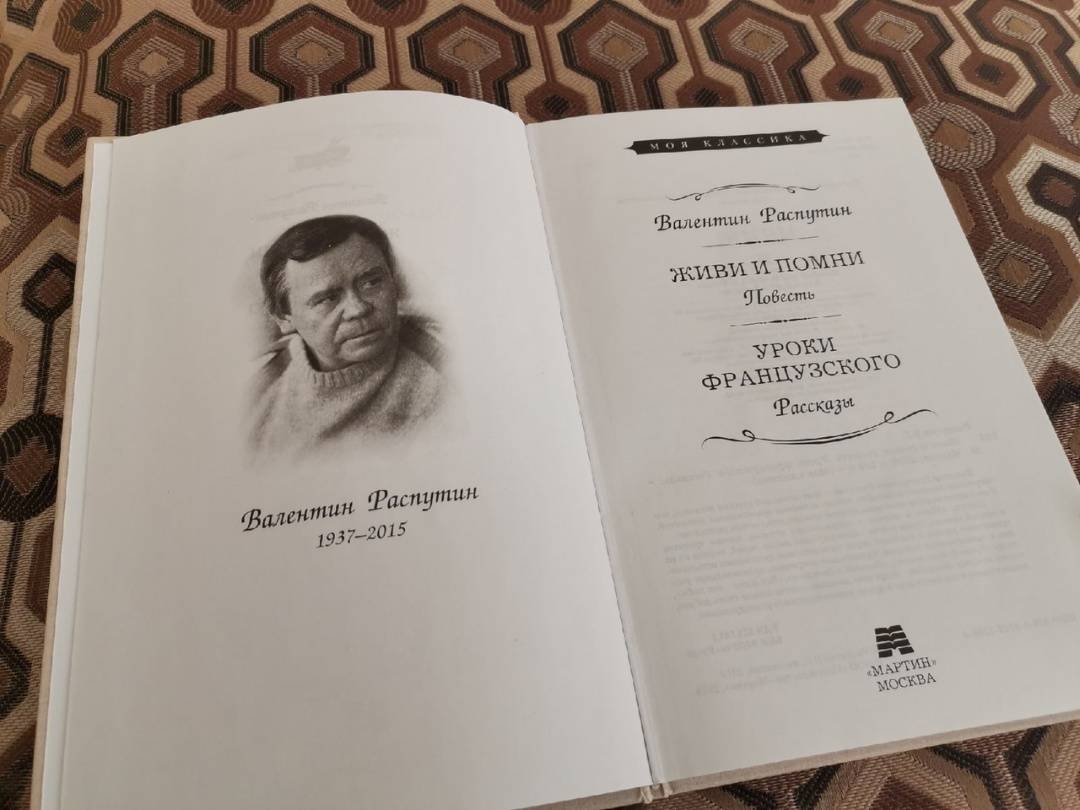 Валентин Распутин
1937–2015
МОЯ КЛАССИКА
Валентин Распутин
ЖИВИ И ПОМНИ
Повесть
УРОКИ
ФРАНЦУЗСКОГО
Рассказы
«МАРТИН»
МОСКВА